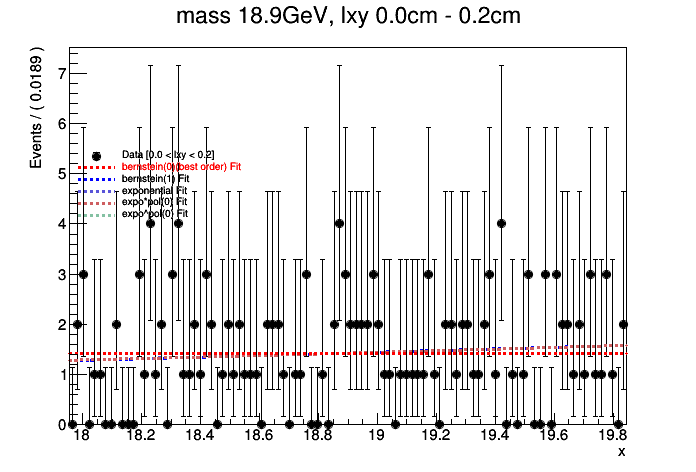 mass 18.9GeV, lxy 0.0cm - 0.2cm
Events / ( 0.0189 )
7
6
5
4
3
2
1
0
Data [0.0 < lxy < 0.2]
bernstein(0)(best order) Fit
bernstein(1) Fit
exponential Fit
expo*pol(0) Fit
expo^pol(0) Fit
18 18.2 18.4 18.6 18.8 19 19.2 19.4 19.6 19.8
x